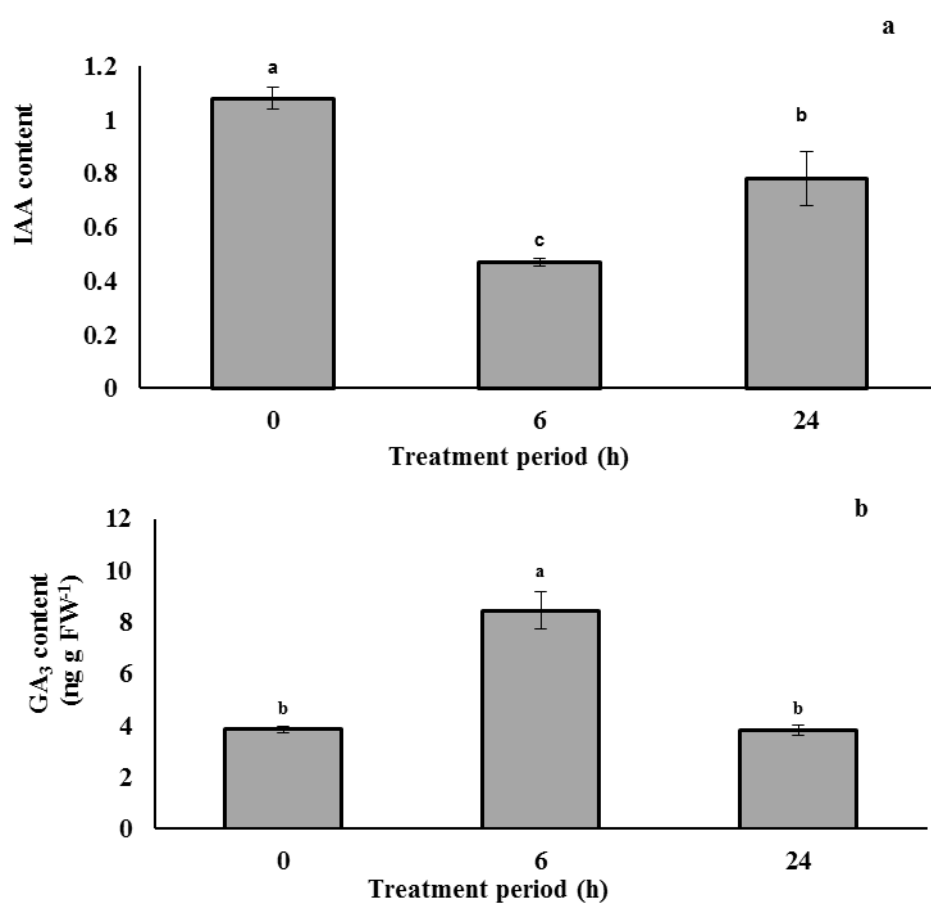 a
1.2
1
0.8
0.6
0.4
0.2
0
IAA content
a
c
b
0 6 24
Treatment period (h)
b
12
10
8
6
4
2
0
GA₃ content
(ng g FW⁻¹)
b
a
b
0 6 24
Treatment period (h)